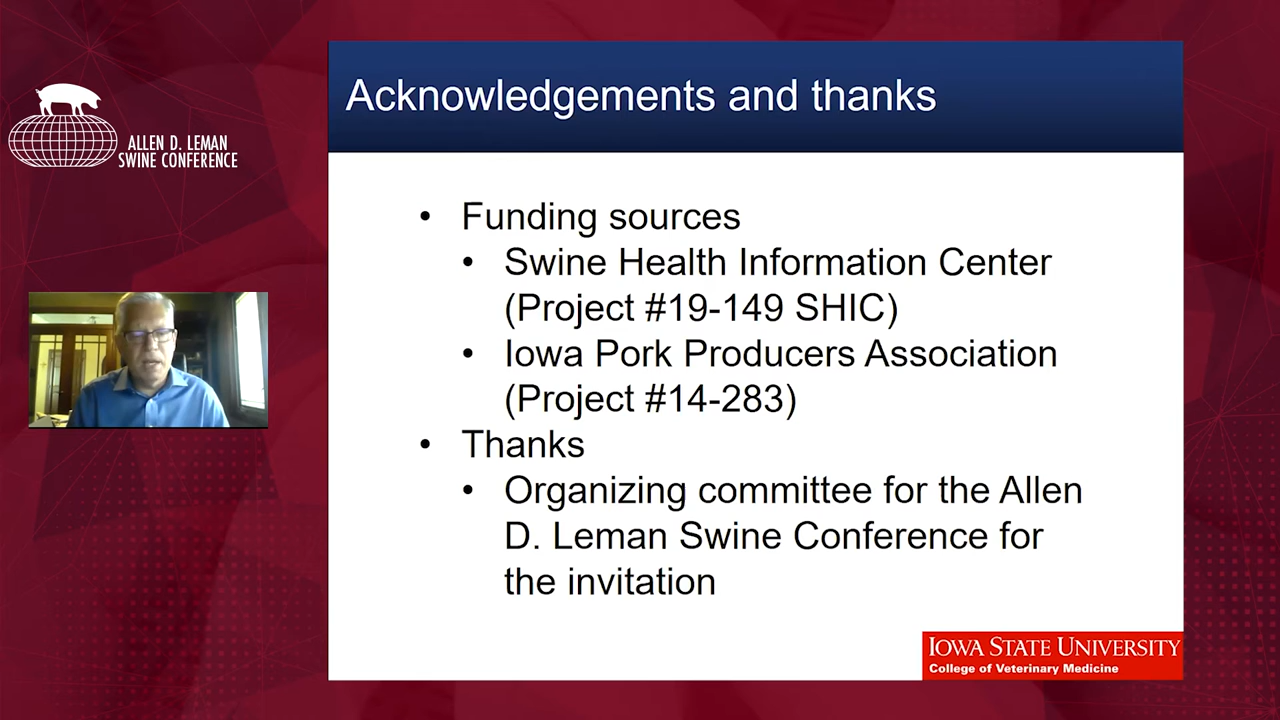 ALLEN D. LEMAN
SWINE CONFERENCE
Acknowledgements and thanks
• Funding sources
• Swine Health Information Center
(Project #19-149 SHIC)
• Iowa Pork Producers Association
(Project #14-283)
• Thanks
• Organizing committee for the Allen
D. Leman Swine Conference for
the invitation
IOWA STATE UNIVERSITY
College of Veterinary Medicine